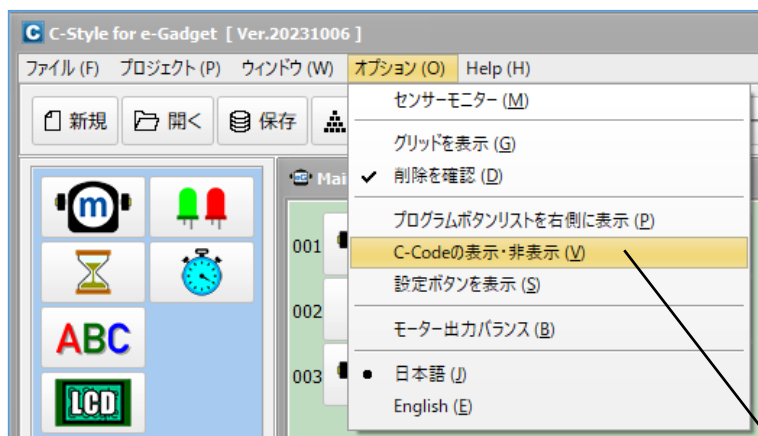 C-Style for e-Gadget [ Ver.20231006 ]
ファイル (F) プロジェクト (P) ウィンドウ (W) オプション (O) Help (H)
新規 開く 保存
センサーモニター (M)
グリッドを表示 (G)
削除を確認 (D)
プログラムボタンリストを右側に表示 (P)
C-Codeの表示・非表示 (V)
設定ボタンを表示 (S)
モーター出力バランス (B)
日本語 (J)
English (E)
Mai
m
ABC
LCD
001
002
003